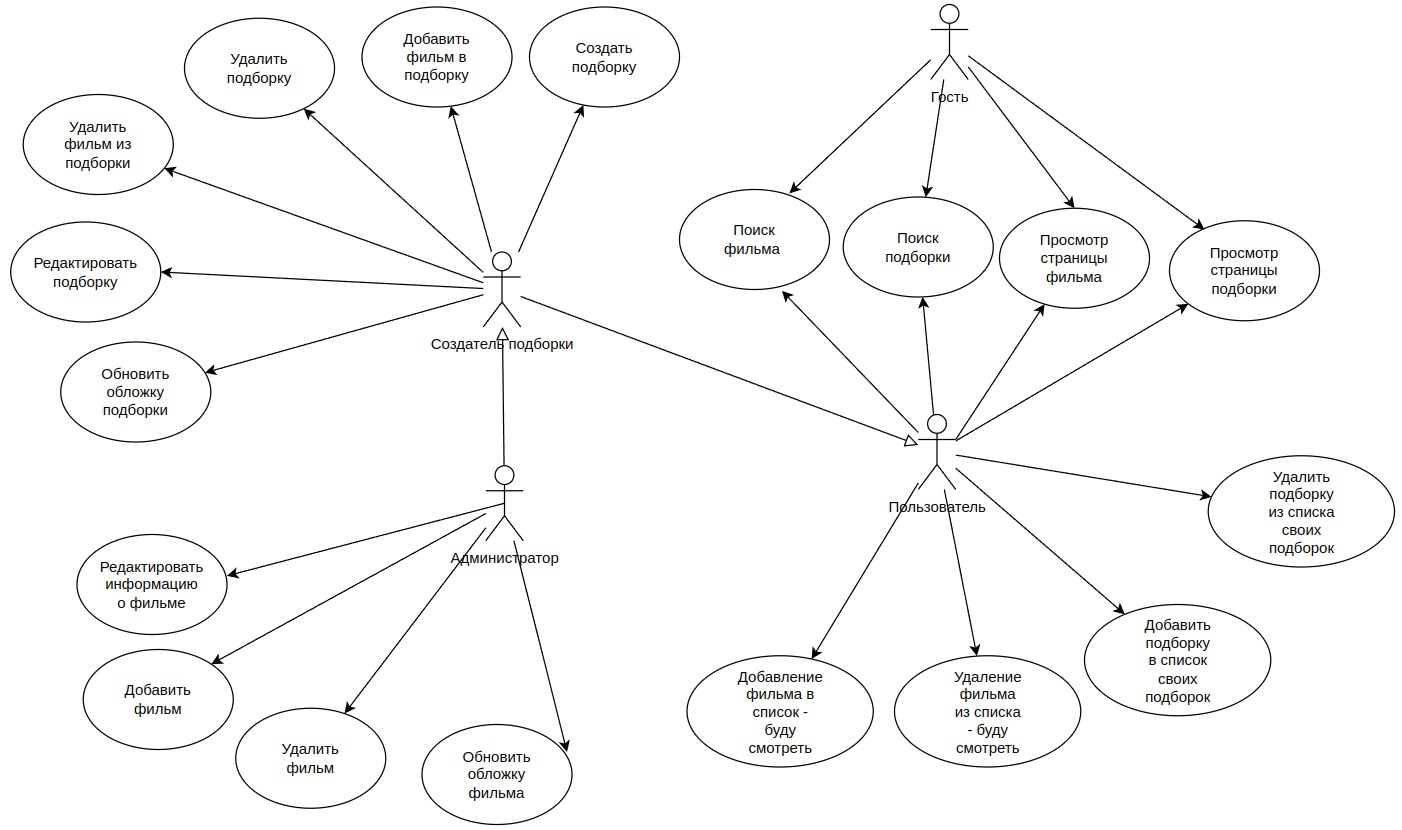 Удалить
подборку
Добавить
фильм в
подборку
Создать
подборку
Гость
Удалить
фильм из
подборки
Редактировать
подборку
Обновить
обложку
подборки
Создатель подборки
Поиск
фильма
Поиск
подборки
Просмотр
страницы
фильма
Просмотр
страницы
подборки
Пользователь
Администратор
Редактировать
информацию
о фильме
Добавить
фильм
Удалить
фильм
Обновить
обложку
фильма
Добавление
фильма в
список -
буду
смотреть
Удаление
фильма
из списка
- буду
смотреть
Добавить
подборку
в список
своих
подборок
Удалить
подборку
из списка
своих
подборок